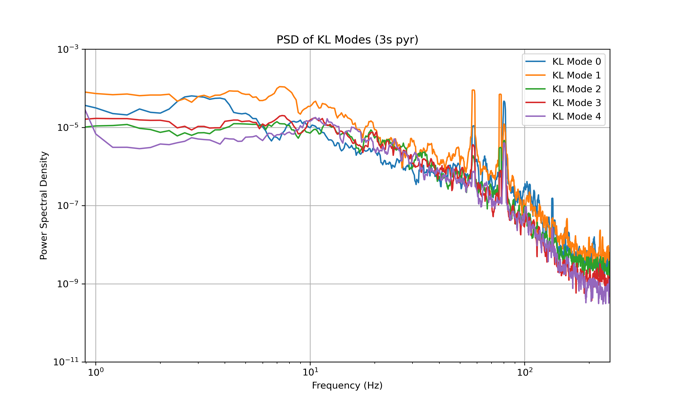 PSD of KL Modes (3s pyr)
10⁻³
10⁻⁵
10⁻⁷
10⁻⁹
10⁻¹¹
Power Spectral Density
KL Mode 0
KL Mode 1
KL Mode 2
KL Mode 3
KL Mode 4
10⁰
10¹
10²
Frequency (Hz)